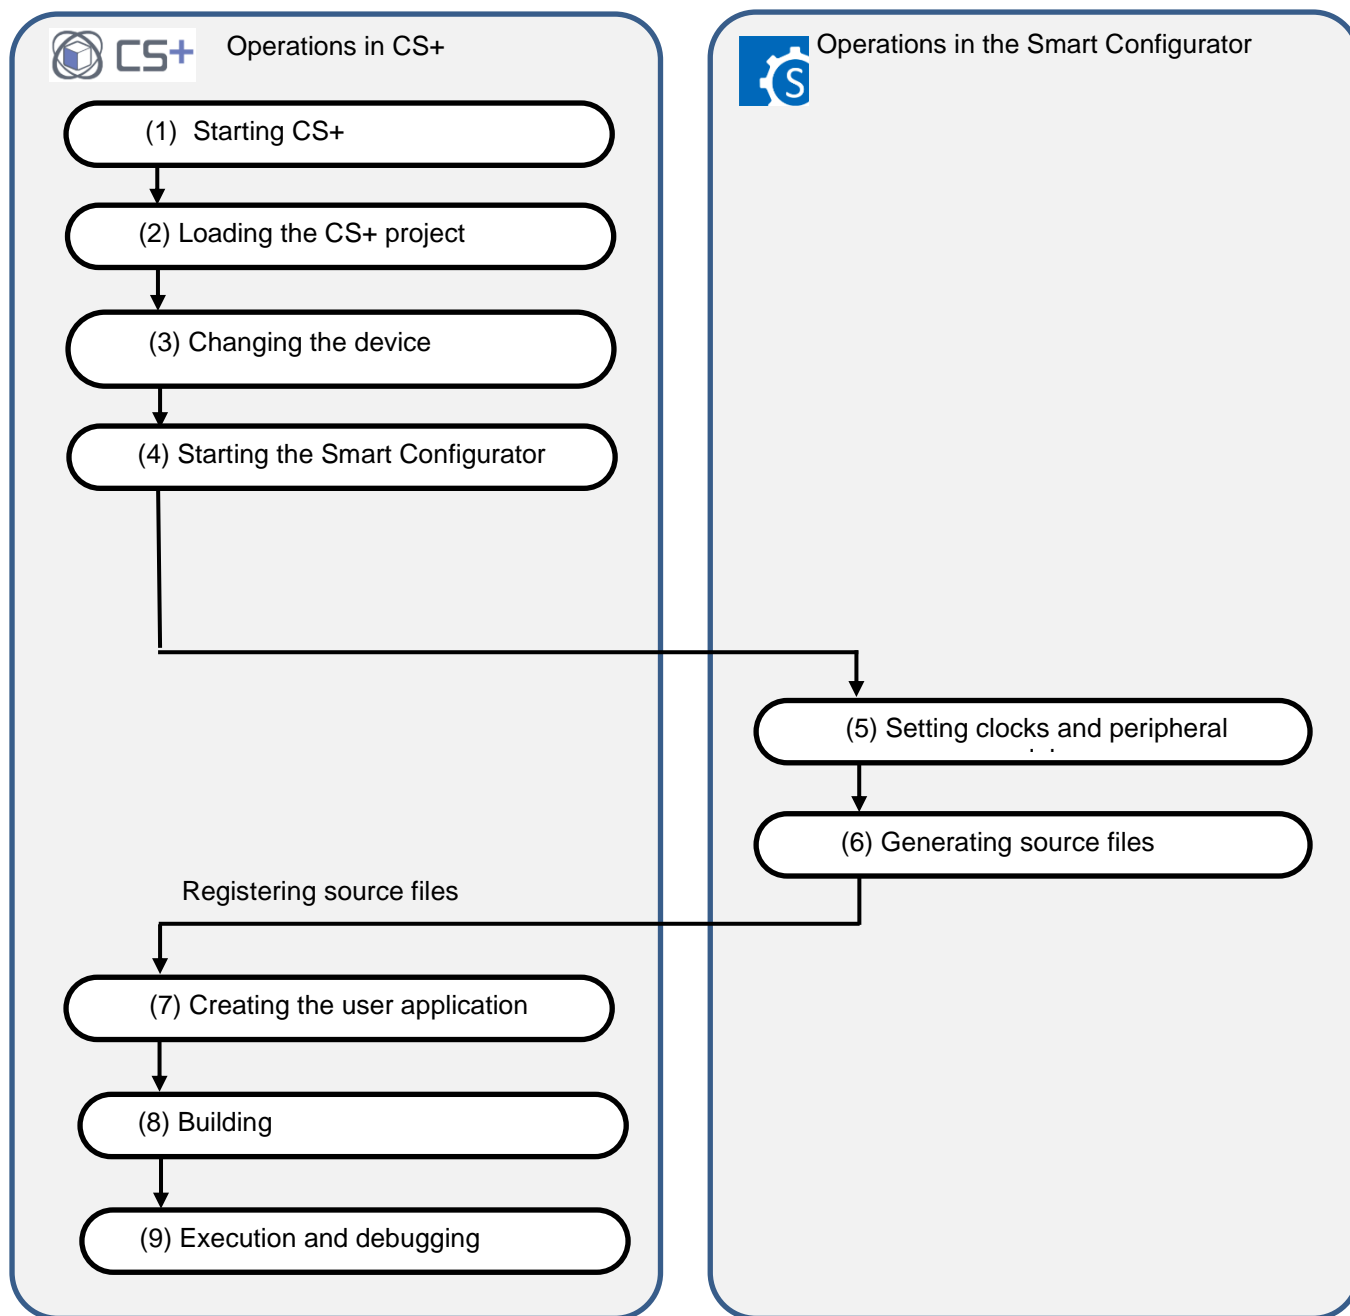 CS+
Operations in CS+
(1) Starting CS+
(2) Loading the CS+ project
(3) Changing the device
(4) Starting the Smart Configurator
S
Operations in the Smart Configurator
(5) Setting clocks and peripheral
(6) Generating source files
Registering source files
(7) Creating the user application
(8) Building
(9) Execution and debugging